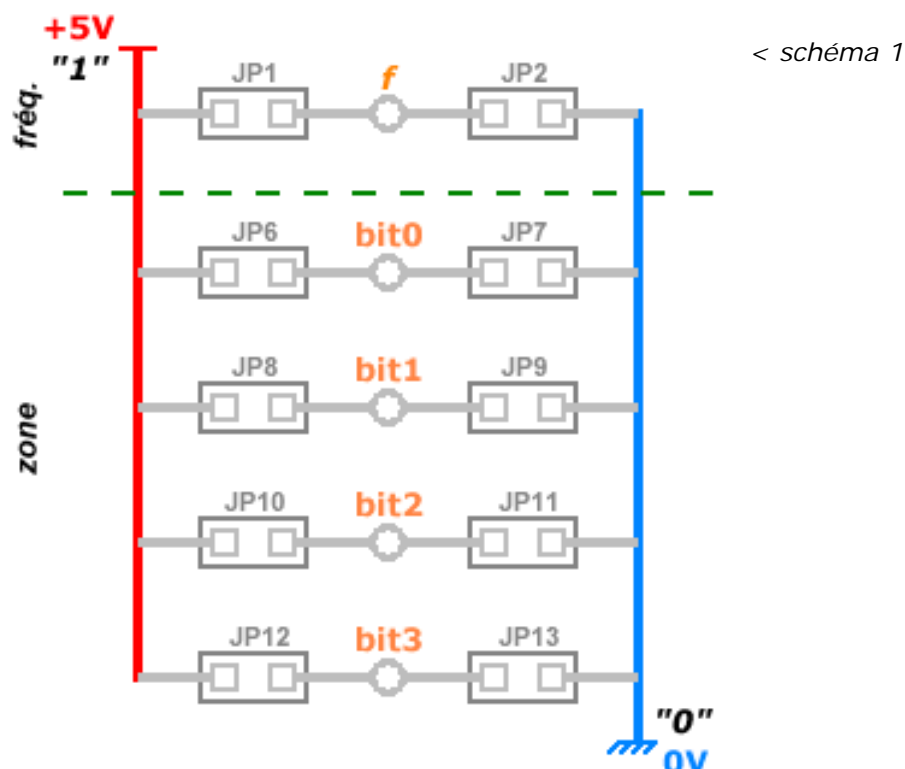 +5V
"1"
< schéma 1
fréq.
JP1 f JP2
JP6 bit0 JP7
JP8 bit1 JP9
zone
JP10 bit2 JP11
JP12 bit3 JP13
"0"
0V